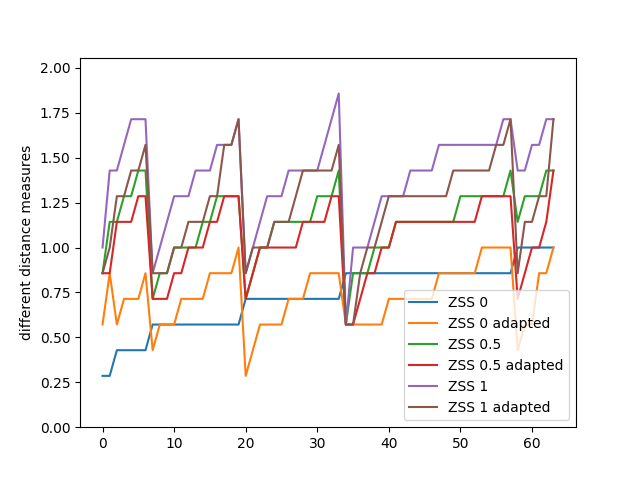 2.00
1.75
1.50
1.25
1.00
0.75
0.50
0.25
0.00
different distance measures
0 10 20 30 40 50 60
ZSS 0
ZSS 0 adapted
ZSS 0.5
ZSS 0.5 adapted
ZSS 1
ZSS 1 adapted